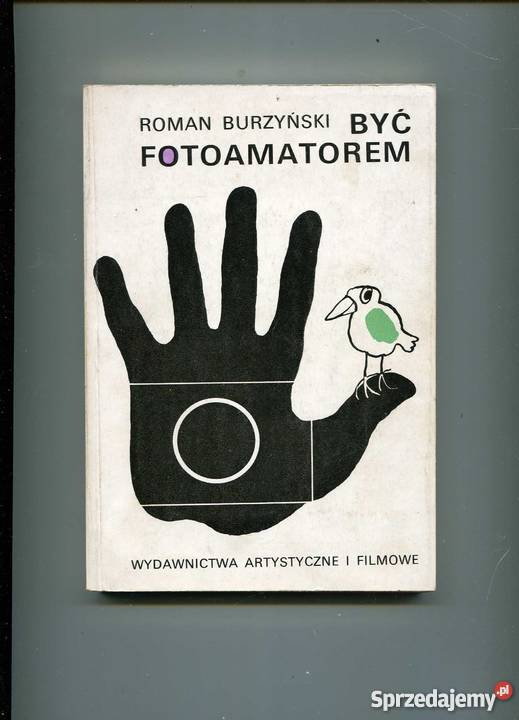 ROMAN BURZYŃSKI BYĆ
FOTOAMATOREM
WYDAWNICTWA ARTYSTYCZNE I FILMOWE
Sprzedajemy.pl